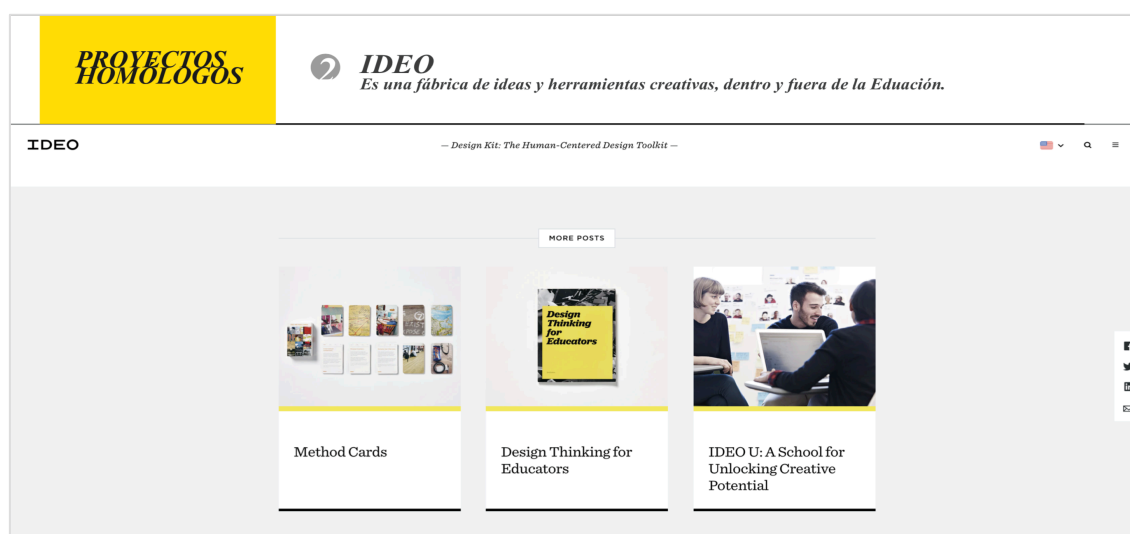 PROYECTOS
HOMÓLOGOS
2
IDEO
Es una fábrica de ideas y herramientas creativas, dentro y fuera de la Eduación.
IDEO
— Design Kit: The Human-Centered Design Toolkit —
MORE POSTS
Design
Thinking
for
Educators
Method Cards
Design Thinking for
Educators
IDEO U: A School for
Unlocking Creative
Potential